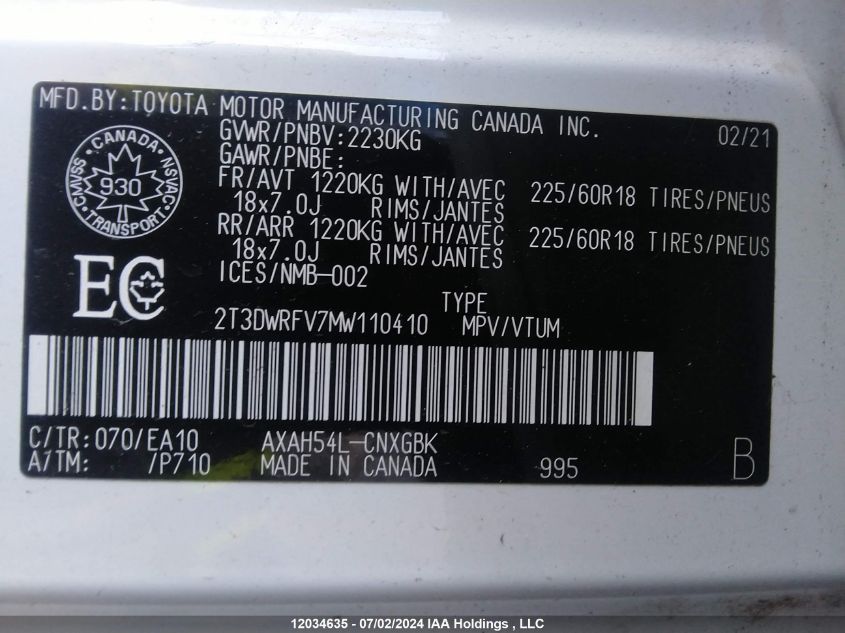 MFD.BY:TOYOTA MOTOR MANUFACTURING CANADA INC. 02/21
GVWR/PNBV:2230KG
GAWR/PNBE:
FR/AVT 1220KG WITH/AVEC 225/60R18 TIRES/PNEUS
18x7.0J RIMS/JANTES
RR/ARR 1220KG WITH/AVEC 225/60R18 TIRES/PNEUS
18x7.0J RIMS/JANTES
ICES/NMB-002
CANADA
CMVSS 930 NSVAC
TRANSPORT
EC
TYPE
2T3DWRFV7MW110410 MPV/VTUM
C/TR:070/EA10 AXAH54L-CNXGBK
A/TM: /P710 MADE IN CANADA 995 B
12034635 - 07/02/2024 IAA Holdings , LLC